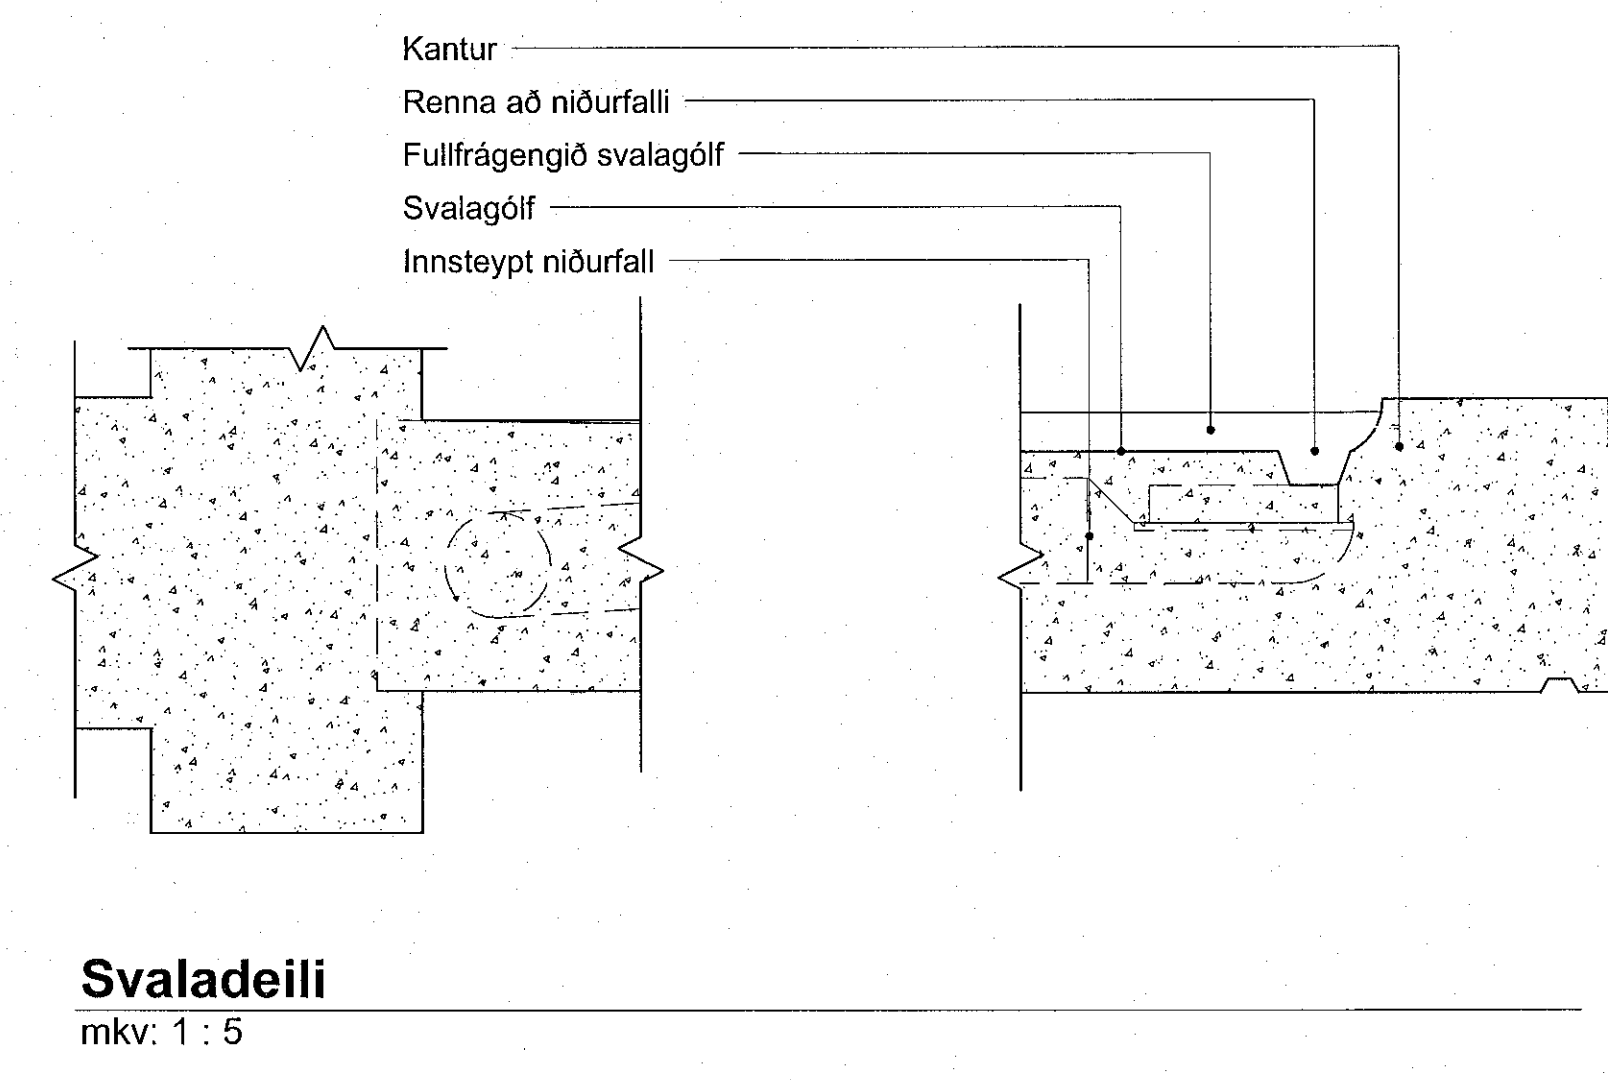 Kantur
Renna að niðurfalli
Fullfrágengið svalagólf
Svalagólf
Innsteypt niðurfall
Svaladeili
mkv: 1 : 5